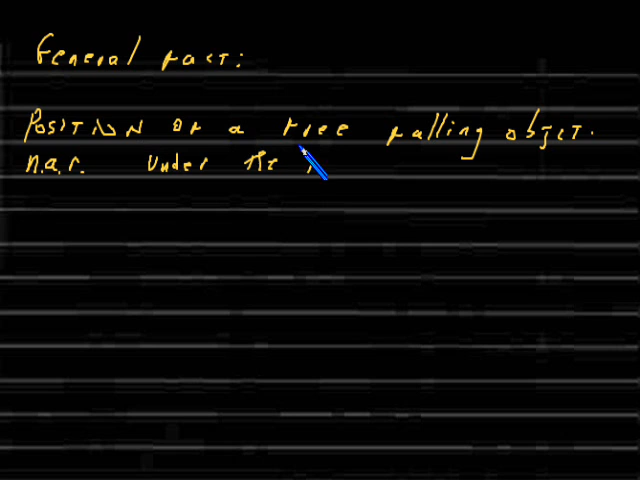 General fact:
Position of a free falling object.
n.a.r. under the